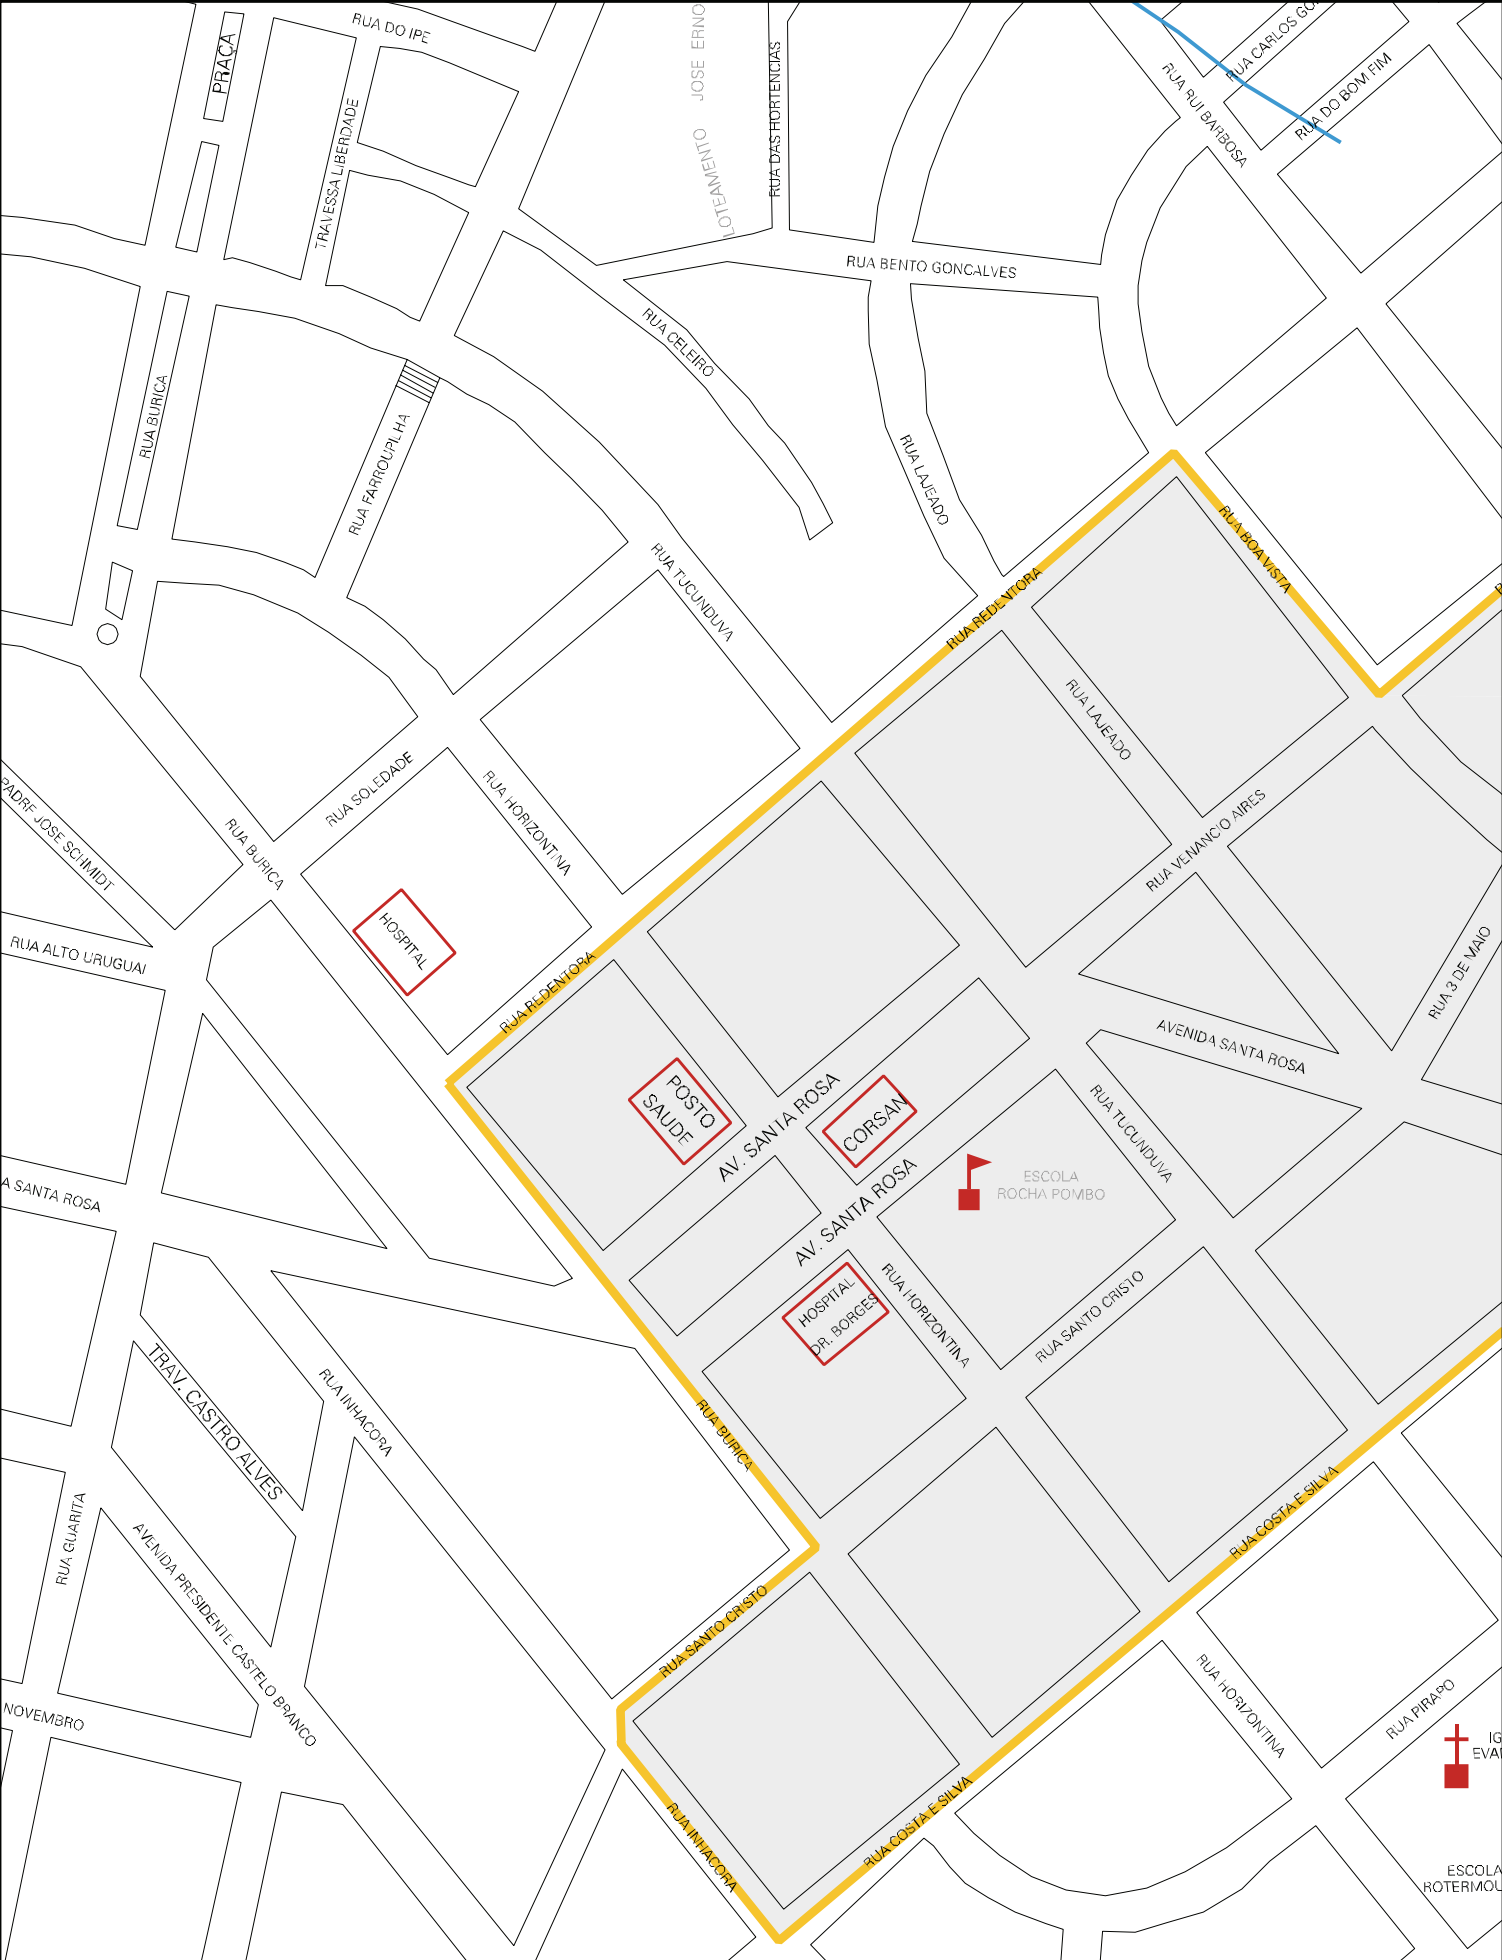 RUA DO IPE
PRAÇA
TRAVESSA LIBERDADE
JOSE ERNO
LOTEAMENTO
RUA DAS HORTENCIAS
RUA CARLOS
RUA DO BOM FIM
RUA RUI BARBOSA
RUA BENTO GONCALVES
RUA CELEIRO
RUA BURICA
RUA FARROUPILHA
RUA LAJEADO
RUA BOA VISTA
RUA REDENTORA
RUA TUCUNDUVA
RUA LAJEADO
RUA SOLEDADE
RUA HORIZONTINA
RUA BURICA
PADRE JOSE SCHMIDT
RUA VENANCIO AIRES
HOSPITAL
RUA ALTO URUGUAI
RUA REDENTORA
RUA 3 DE MAIO
AVENIDA SANTA ROSA
POSTO
SAUDE
AV. SANTA ROSA
CORSAN
RUA TUCUNDUVA
AV. SANTA ROSA
ESCOLA
ROCHA POMBO
A SANTA ROSA
HOSPITAL
DR. BORGES
RUA HORIZONTINA
RUA SANTO CRISTO
TRAV. CASTRO ALVES
RUA INHACORA
RUA BURICA
RUA GUARITA
AVENIDA PRESIDENTE CASTELO BRANCO
RUA COSTA E SILVA
RUA SANTO CRISTO
NOVEMBRO
RUA HORIZONTINA
RUA PIRAPO
IG
EVA
RUA INHACORA
RUA COSTA E SILVA
ESCOLA
ROTERMOU